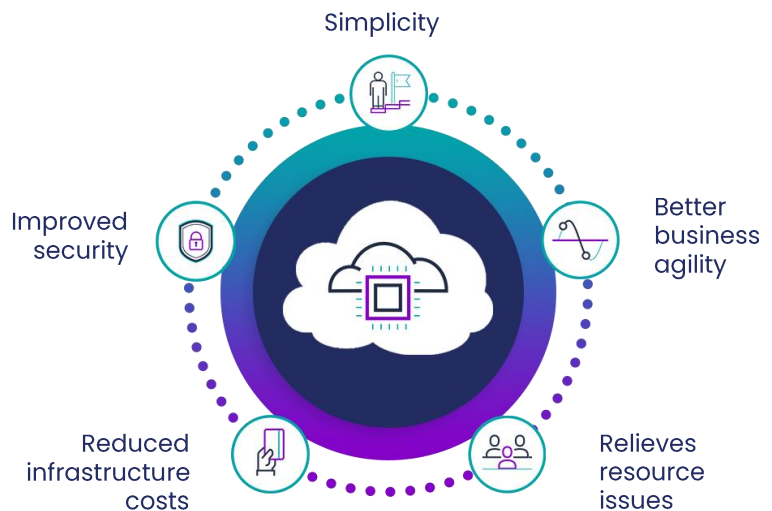 Simplicity
Improved
security
Better
business
agility
Reduced
infrastructure
costs
Relieves
resource
issues